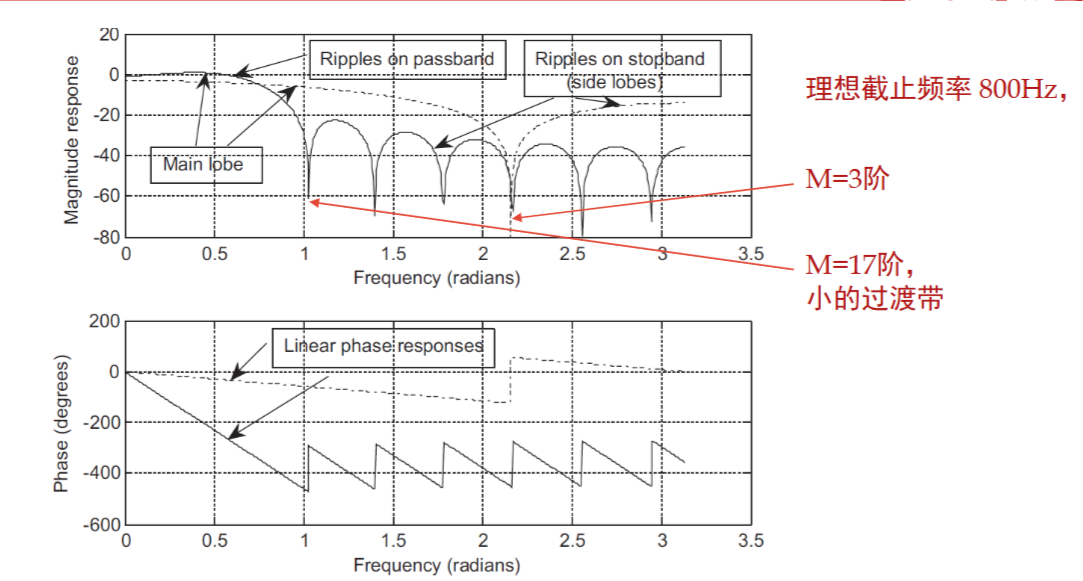 20
0
-20
-40
-60
-80
Magnitude response
Ripples on passband
Ripples on stopband
(side lobes)
Main lobe
0
0.5
1
1.5
2
2.5
3
3.5
Frequency (radians)
理想截止频率 800Hz，
M=3阶
M=17阶，
小的过渡带
200
0
-200
-400
-600
Phase (degrees)
Linear phase responses
0
0.5
1
1.5
2
2.5
3
3.5
Frequency (radians)